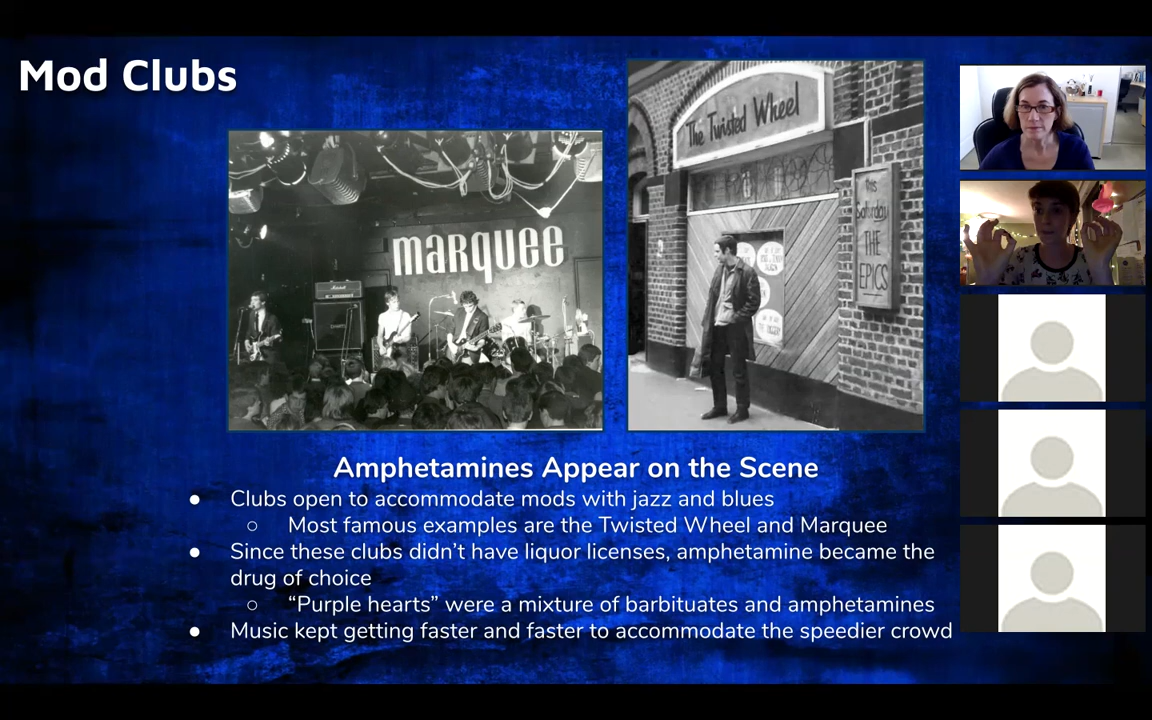 Mod Clubs
marquee
Marshall
The Twisted Wheel
this
Saturday
THE
EPICS
Amphetamines Appear on the Scene
● Clubs open to accommodate mods with jazz and blues
○ Most famous examples are the Twisted Wheel and Marquee
● Since these clubs didn’t have liquor licenses, amphetamine became the
drug of choice
○ “Purple hearts” were a mixture of barbituates and amphetamines
● Music kept getting faster and faster to accommodate the speedier crowd